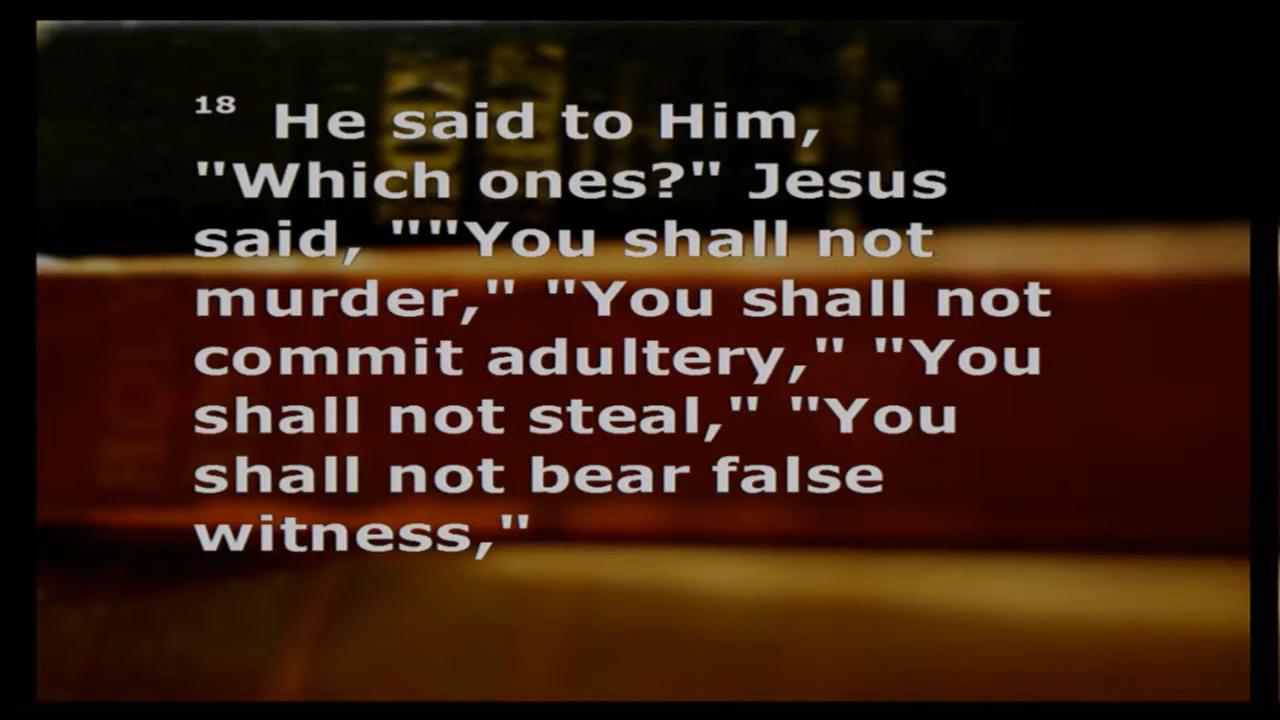 18 He said to Him,
"Which ones?" Jesus
said, ""You shall not
murder," "You shall not
commit adultery," "You
shall not steal," "You
shall not bear false
witness,"